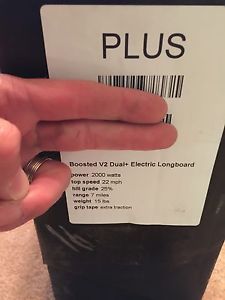 PLUS
Boosted V2 Dual+ Electric Longboard
power 2000 watts
top speed 22 mph
hill grade 25%
range 7 miles
weight 15 lbs
grip tape extra traction